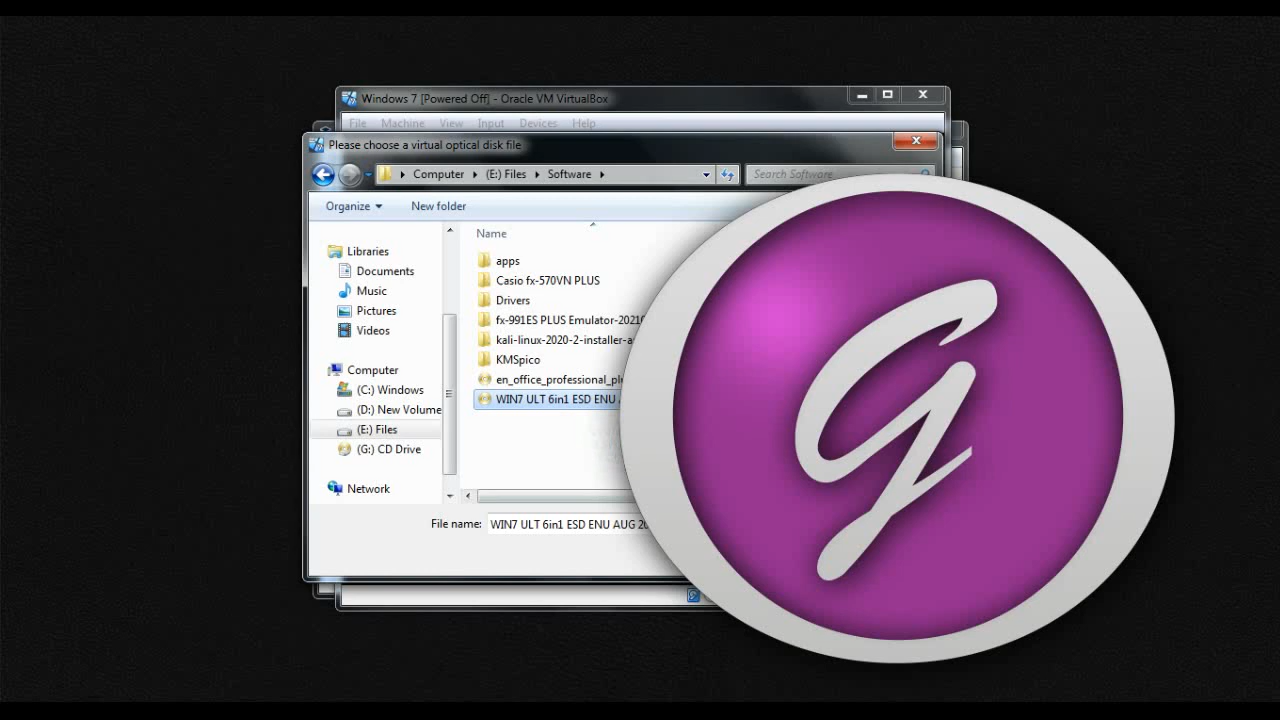 Windows 7 [Powered Off] - Oracle VM VirtualBox
File Machine View Input Devices Help
Please choose a virtual optical disk file
Computer (E:) Files Software
Search Software
Organize New folder
Name
Libraries
Documents
Music
Pictures
Videos
Computer
(C:) Windows
(D:) New Volume
(E:) Files
(G:) CD Drive
Network
apps
Casio fx-570VN PLUS
Drivers
fx-991ES PLUS Emulator-2021
kali-linux-2020-2-installer-a
KMSpico
en_office_professional_pl
WIN7 ULT 6in1 ESD ENU
File name: WIN7 ULT 6in1 ESD ENU AUG 20
g